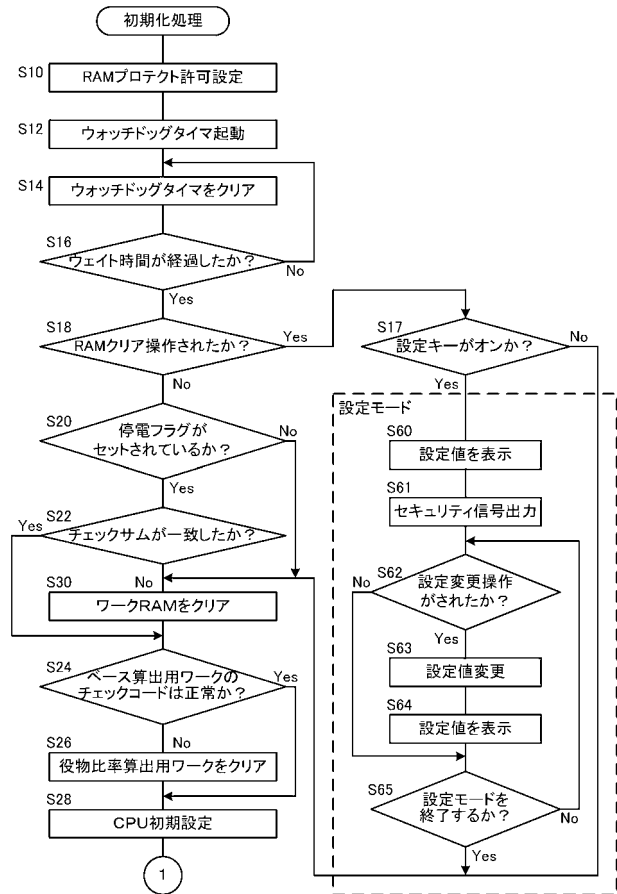 初期化処理
S10
RAMプロテクト許可設定
S12
ウォッチドッグタイマ起動
S14
ウォッチドッグタイマをクリア
S16
ウェイト時間が経過したか？
No
Yes
S18
RAMクリア操作されたか？
Yes
No
S17
設定キーがオンか？
No
Yes
S20
停電フラグが
セットされているか？
No
Yes
S22
チェックサムが一致したか？
Yes
No
S30
ワークRAMをクリア
S24
ベース算出用ワークの
チェックコードは正常か？
Yes
No
S26
役物比率算出用ワークをクリア
S28
CPU初期設定
1
設定モード
S60
設定値を表示
S61
セキュリティ信号出力
S62
設定変更操作
がされたか？
No
Yes
S63
設定値変更
S64
設定値を表示
S65
設定モードを
終了するか？
No
Yes